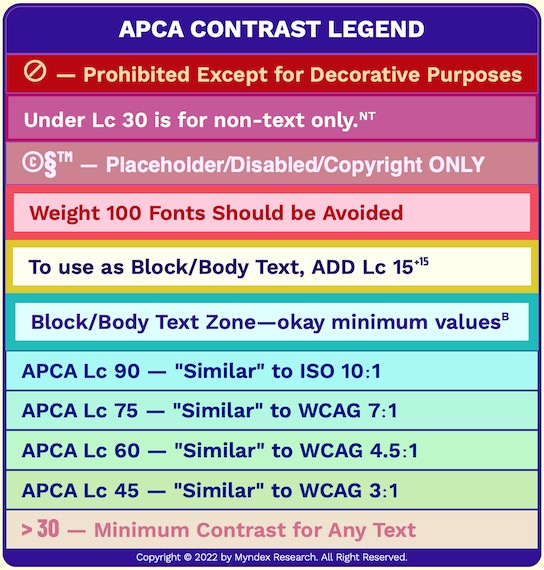 APCA CONTRAST LEGEND
🚫 — Prohibited Except for Decorative Purposes
Under Lc 30 is for non-text only.ᴺᵀ
©§™ — Placeholder/Disabled/Copyright ONLY
Weight 100 Fonts Should be Avoided
To use as Block/Body Text, ADD Lc 15⁺¹⁵
Block/Body Text Zone—okay minimum valuesᴮ
APCA Lc 90 — "Similar" to ISO 10:1
APCA Lc 75 — "Similar" to WCAG 7:1
APCA Lc 60 — "Similar" to WCAG 4.5:1
APCA Lc 45 — "Similar" to WCAG 3:1
> 30 — Minimum Contrast for Any Text
Copyright © 2022 by Myndex Research. All Right Reserved.